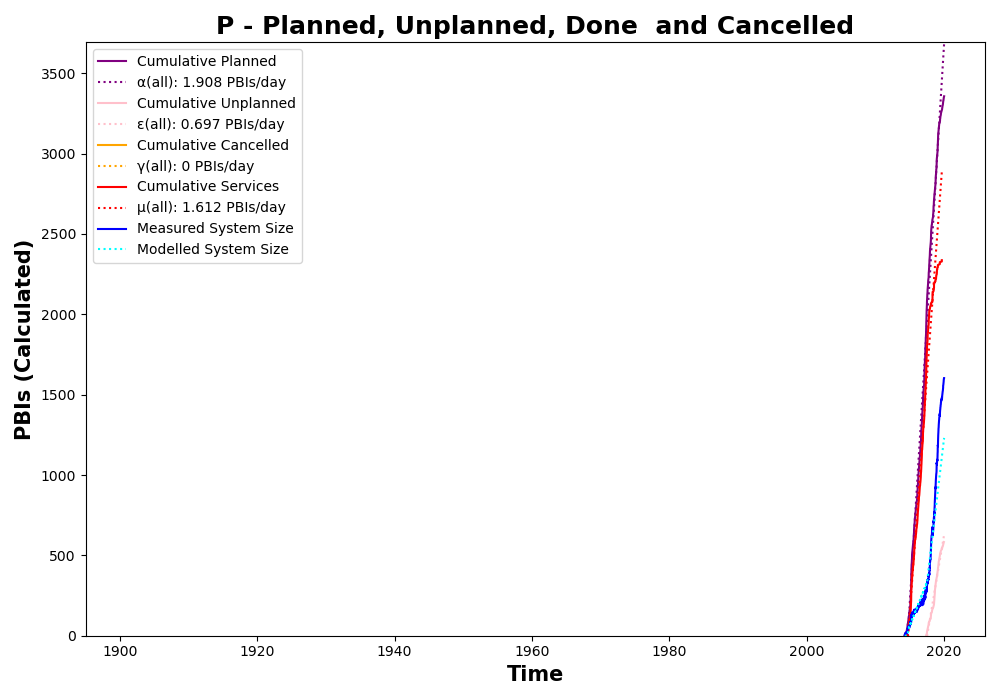 P - Planned, Unplanned, Done  and Cancelled
Cumulative Planned
α(all): 1.908 PBIs/day
Cumulative Unplanned
ε(all): 0.697 PBIs/day
Cumulative Cancelled
γ(all): 0 PBIs/day
Cumulative Services
μ(all): 1.612 PBIs/day
Measured System Size
Modelled System Size
PBIs (Calculated)
3500
3000
2500
2000
1500
1000
500
0
1900 1920 1940 1960 1980 2000 2020
Time